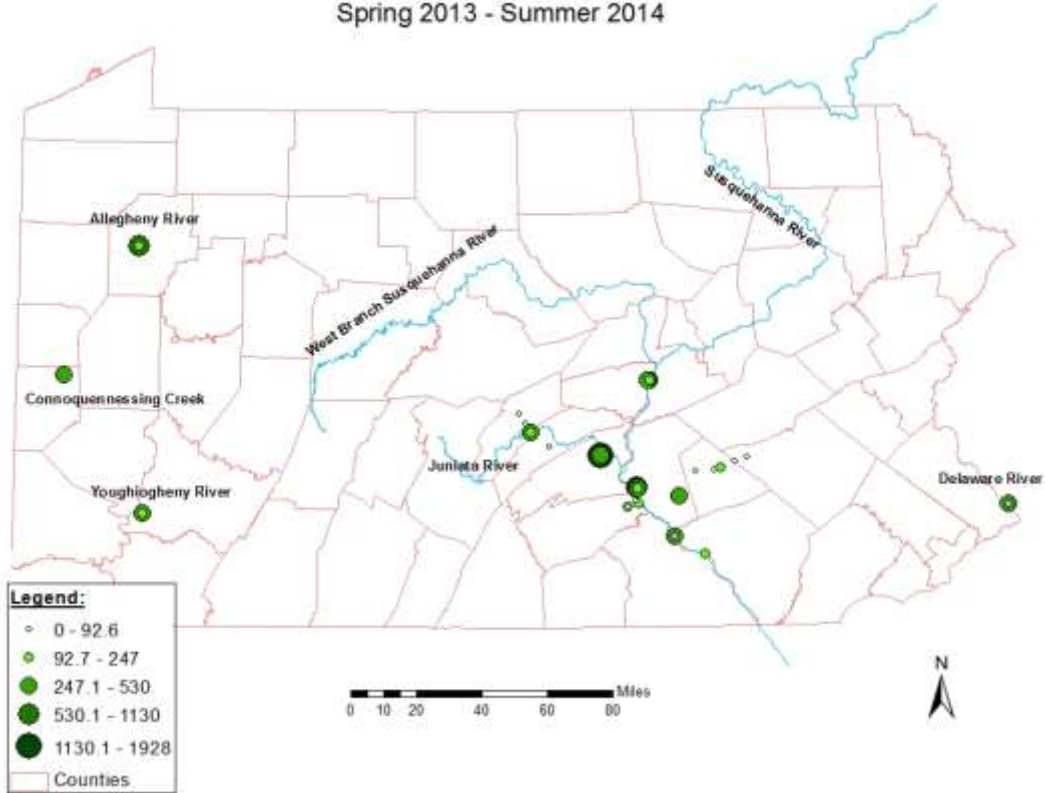 Spring 2013 - Summer 2014
Susquehanna River
Allegheny River
West Branch Susquehanna River
Connoquennessing Creek
Juniata River
Youghiogheny River
Delaware River
Legend:
0 - 92.6
92.7 - 247
247.1 - 530
530.1 - 1130
1130.1 - 1928
Counties
Miles
0 10 20 40 60 80
N